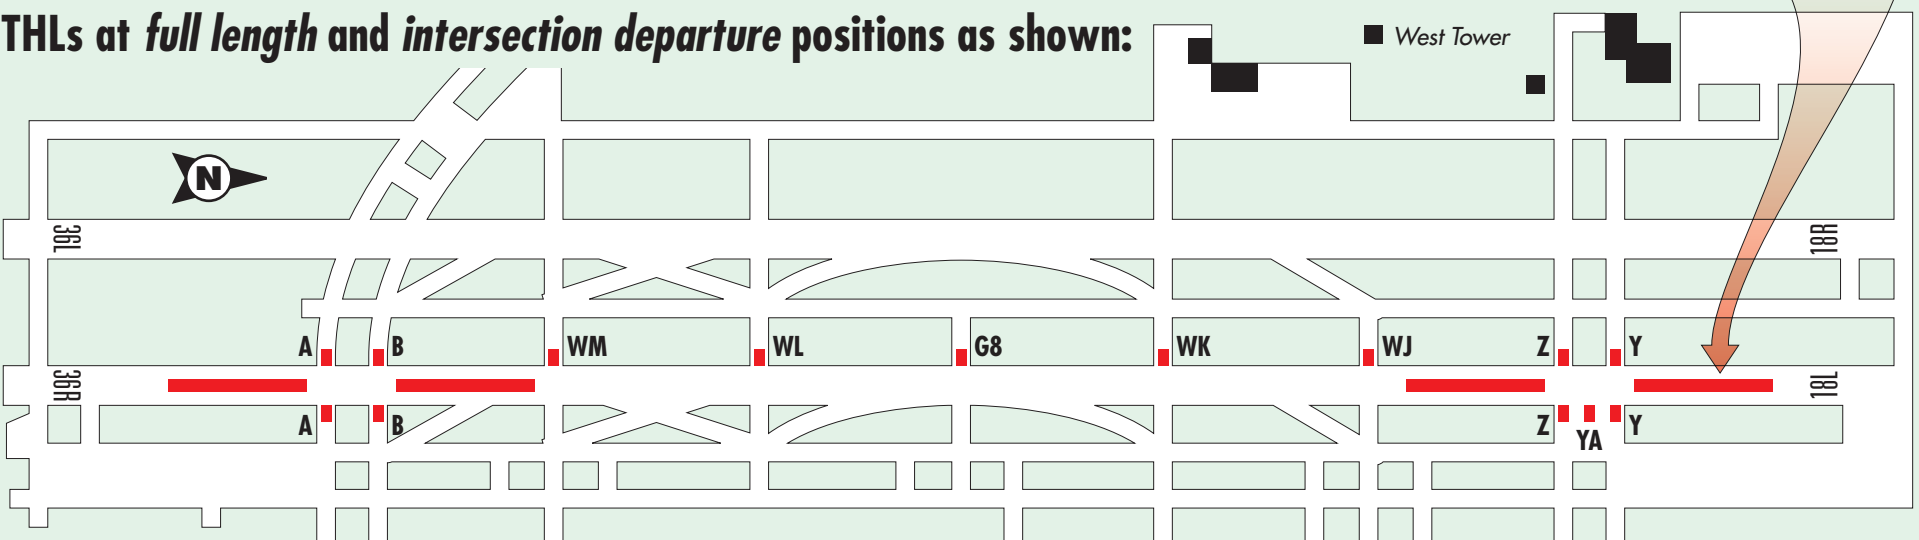 THLs at full length and intersection departure positions as shown:
West Tower
N
36L
18R
A
B
WM
WL
G8
WK
WJ
Z
Y
36R
18L
A
B
Z
YA
Y